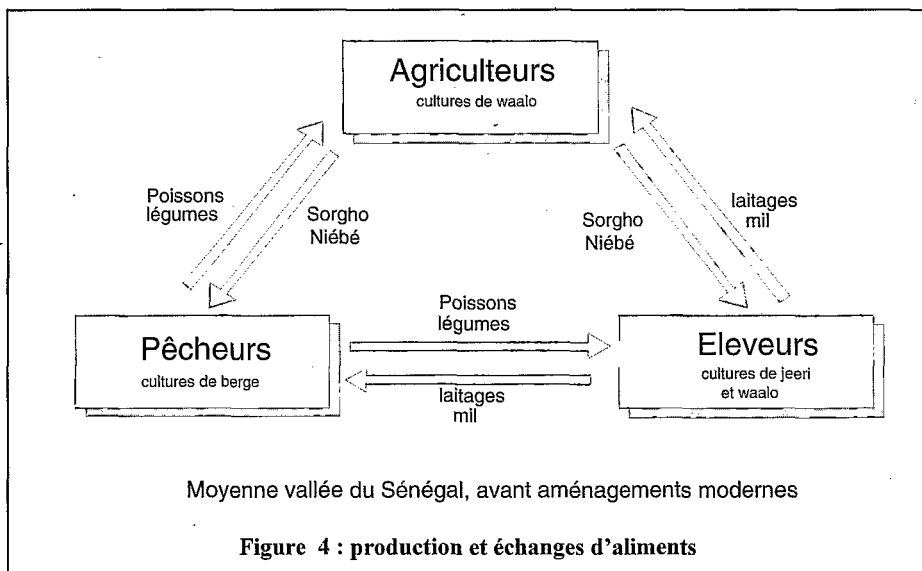 Agriculteurs
cultures de waalo
Poissons
légumes
Sorgho
Niébé
Sorgho
Niébé
laitages
mil
Pêcheurs
cultures de berge
Poissons
légumes
laitages
mil
Eleveurs
cultures de jeeri
et waalo
Moyenne vallée du Sénégal, avant aménagements modernes
Figure 4 : production et échanges d'aliments